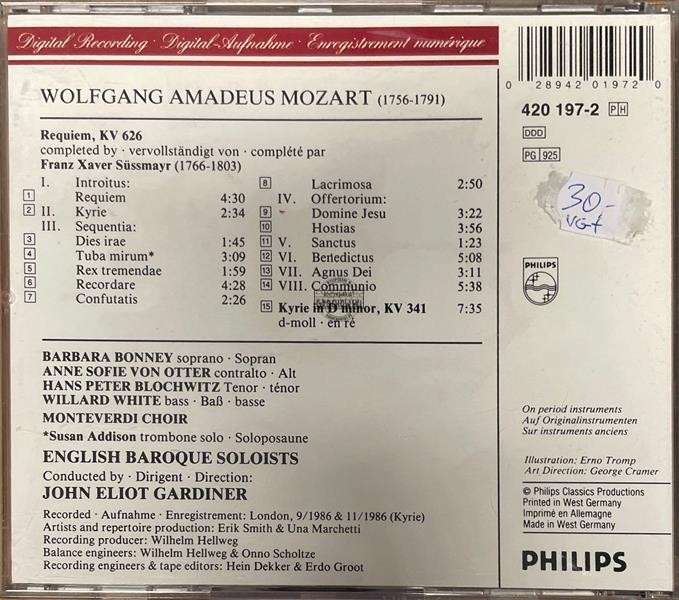 Digital Recording · Digital-Aufnahme · Enregistrement numérique
WOLFGANG AMADEUS MOZART (1756-1791)
Requiem, KV 626
completed by · vervollständigt von · complété par
Franz Xaver Süssmayr (1766-1803)
I. Introitus:
1 Requiem 4:30
2 II. Kyrie 2:34
III. Sequentia:
3 Dies irae 1:45
4 Tuba mirum* 3:09
5 Rex tremendae 1:59
6 Recordare 4:28
7 Confutatis 2:26
8 Lacrimosa 2:50
IV. Offertorium:
9 Domine Jesu 3:22
10 Hostias 3:56
11 V. Sanctus 1:23
12 VI. Benedictus 5:08
13 VII. Agnus Dei 3:11
14 VIII. Communio 5:38
15 Kyrie in D minor, KV 341 7:35
d-moll · en ré
BARBARA BONNEY soprano · Sopran
ANNE SOFIE VON OTTER contralto · Alt
HANS PETER BLOCHWITZ Tenor · ténor
WILLARD WHITE bass · Baß · basse
MONTEVERDI CHOIR
*Susan Addison trombone solo · Soloposaune
ENGLISH BAROQUE SOLOISTS
Conducted by · Dirigent · Direction:
JOHN ELIOT GARDINER
Recorded · Aufnahme · Enregistrement: London, 9/1986 & 11/1986 (Kyrie)
Artists and repertoire production: Erik Smith & Una Marchetti
Recording producer: Wilhelm Hellweg
Balance engineers: Wilhelm Hellweg & Onno Scholtze
Recording engineers & tape editors: Hein Dekker & Erdo Groot
0 28942 01972 0
420 197-2 PH
DDD
PG 925
30,-
VG+
PHILIPS
On period instruments
Auf Originalinstrumenten
Sur instruments anciens
Illustration: Erno Tromp
Art Direction: George Cramer
© Philips Classics Productions
Printed in West Germany
Imprimé en Allemagne
Made in West Germany
PHILIPS